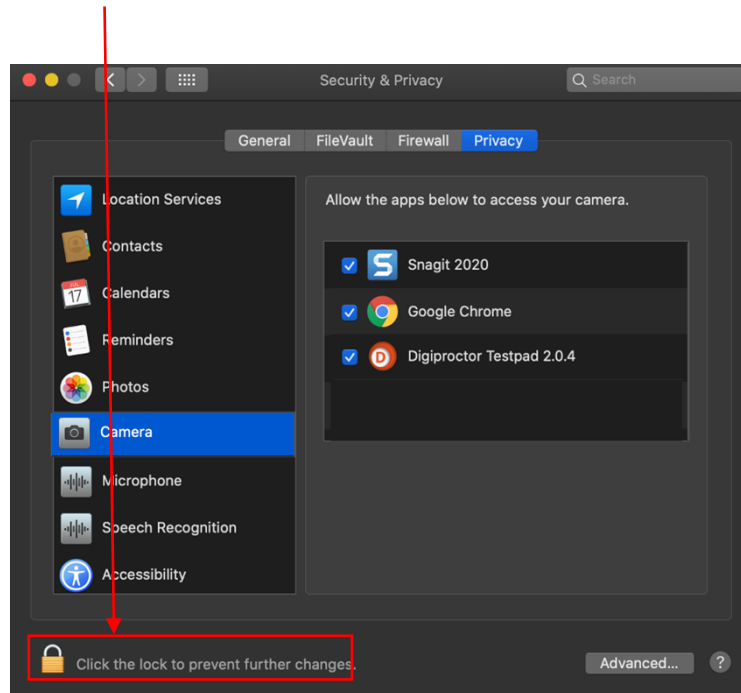 Security & Privacy
Search
General FileVault Firewall Privacy
Location Services
Contacts
Calendars
Reminders
Photos
Camera
Microphone
Speech Recognition
Accessibility
Allow the apps below to access your camera.
Snagit 2020
Google Chrome
Digiproctor Testpad 2.0.4
Click the lock to prevent further changes.
Advanced...
?